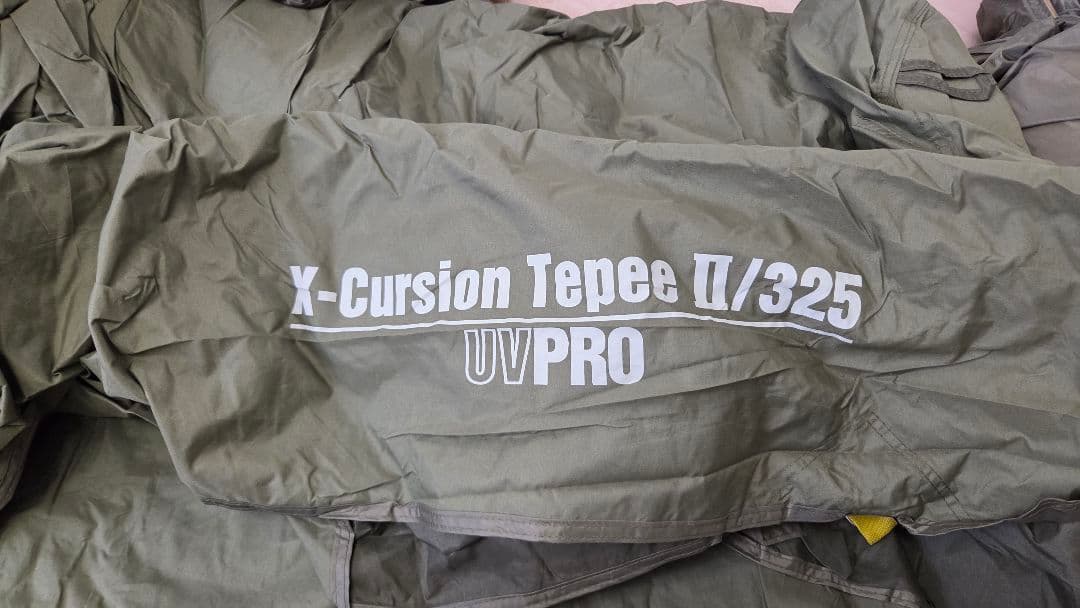 X-Cursion Tepee Ⅱ/325
UVPRO